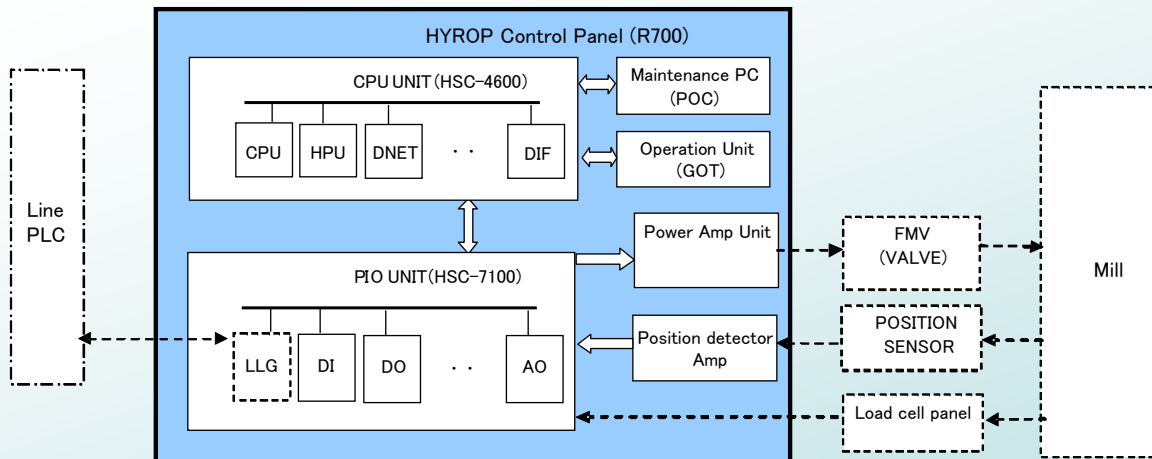 HYROP Control Panel (R700)
CPU UNIT(HSC-4600)
CPU
HPU
DNET
. .
DIF
Maintenance PC
(POC)
Operation Unit
(GOT)
Line
PLC
Power Amp Unit
FMV
(VALVE)
Mill
PIO UNIT(HSC-7100)
LLG
DI
DO
. .
AO
Position detector
Amp
POSITION
SENSOR
Load cell panel